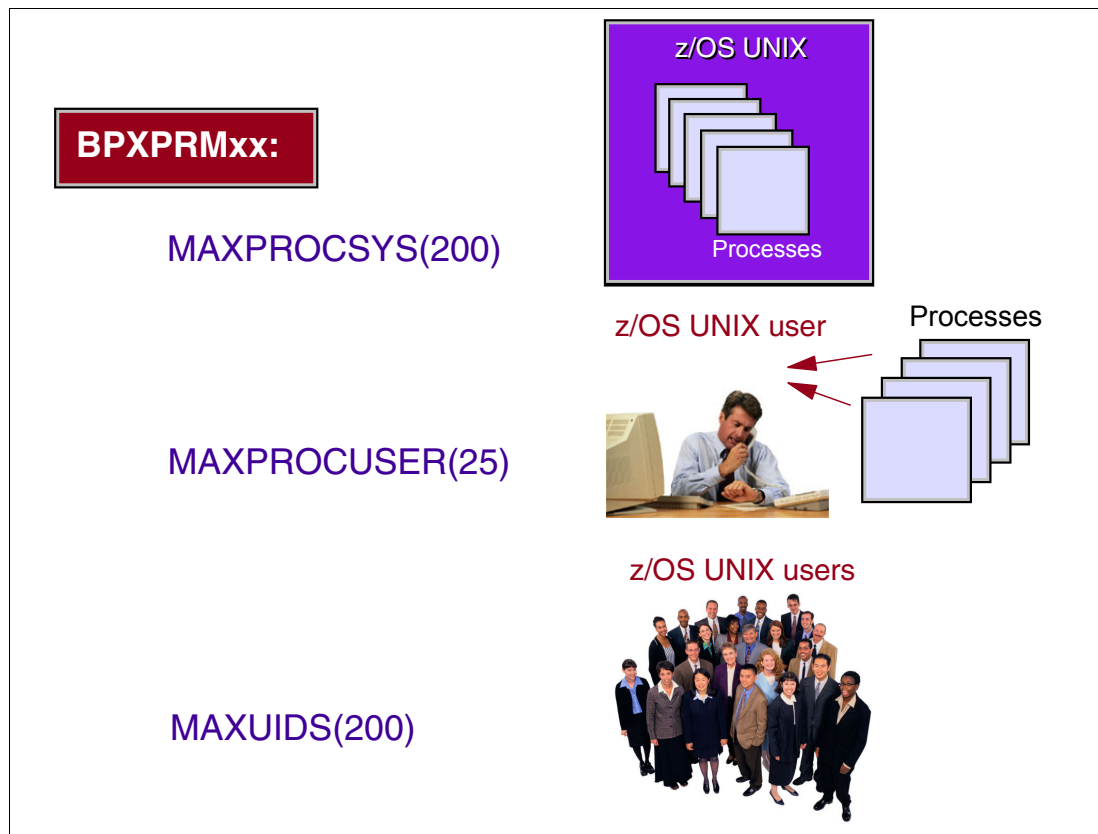 z/OS UNIX
BPXPRMxx:
Processes
MAXPROCSYS(200)
z/OS UNIX user
Processes
MAXPROCUSER(25)
z/OS UNIX users
MAXUIDS(200)